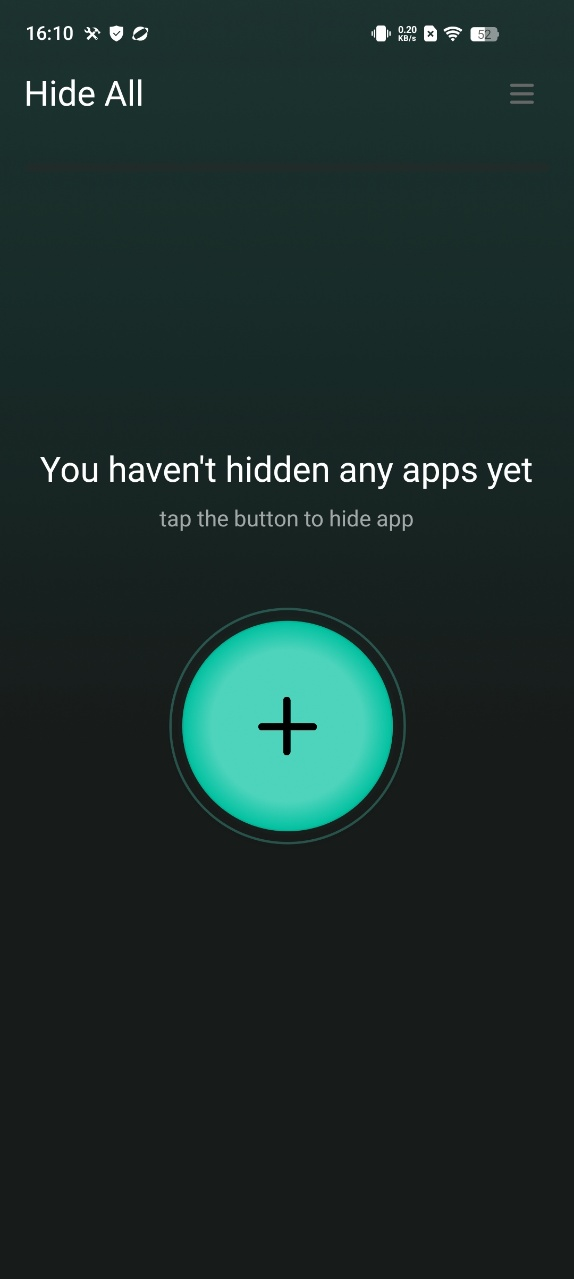 16:10
0.20
KB/s
52
Hide All
You haven't hidden any apps yet
tap the button to hide app